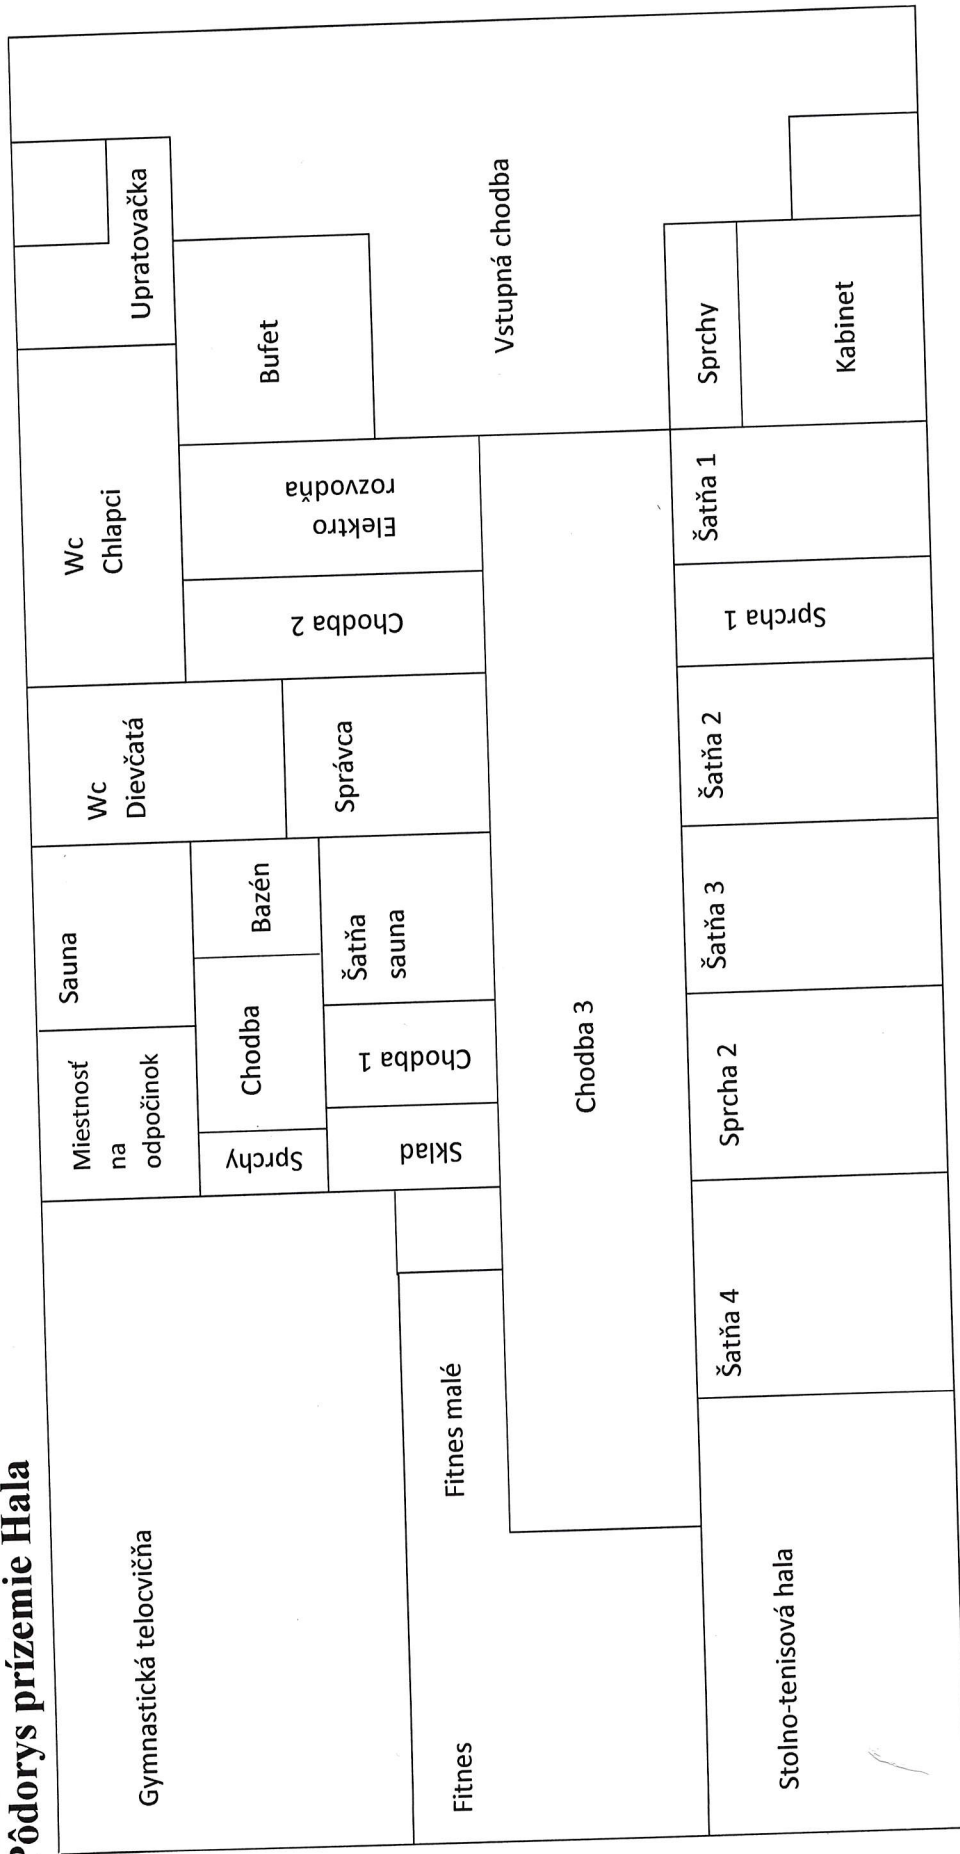 Pôdorys prízemie Hala
Gymnastická telocvičňa
Miestnosť
na
odpočinok
Sauna
Wc
Dievčatá
Wc
Chlapci
Upratovačka
Sprchy
Chodba
Bazén
Sklad
Chodba 1
Šatňa
sauna
Správca
Chodba 2
Elektro
rozvodňa
Bufet
Fitnes
Fitnes malé
Chodba 3
Vstupná chodba
Stolno-tenisová hala
Šatňa 4
Sprcha 2
Šatňa 3
Šatňa 2
Sprcha 1
Šatňa 1
Sprchy
Kabinet